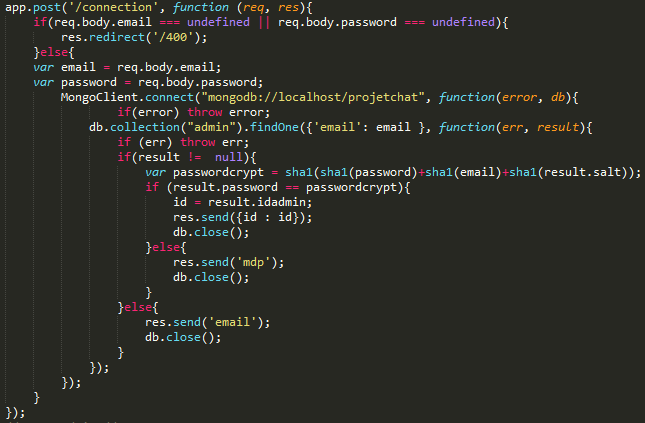 app.post('/connection', function (req, res){
    if(req.body.email === undefined || req.body.password === undefined){
        res.redirect('/400');
    }else{
    var email = req.body.email;
    var password = req.body.password;
        MongoClient.connect("mongodb://localhost/projetchat", function(error, db){
                if(error) throw error;
            db.collection("admin").findOne({'email': email }, function(err, result){
                if (err) throw err;
                if(result !=  null){
                    var passwordcrypt = sha1(sha1(password)+sha1(email)+sha1(result.salt));
                    if (result.password == passwordcrypt){
                        id = result.idadmin;
                        res.send({id : id});
                        db.close();
                    }else{
                        res.send('mdp');
                        db.close();
                    }
                }else{
                    res.send('email');
                    db.close();
                }
            });
        });
    }
});